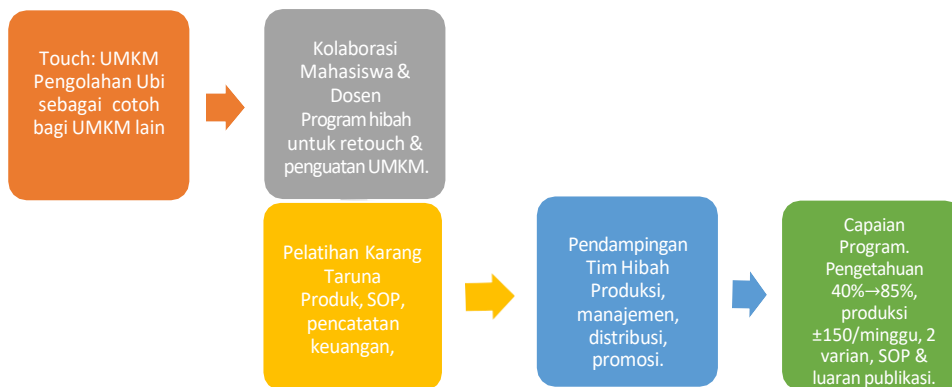 Touch: UMKM
Pengolahan Ubi
sebagai cotoh
bagi UMKM lain
Kolaborasi
Mahasiswa &
Dosen
Program hibah
untuk retouch &
penguatan UMKM.
Pelatihan Karang
Taruna
Produk, SOP,
pencatatan
keuangan,
Pendampingan
Tim Hibah
Produksi,
manajemen,
distribusi,
promosi.
Capaian
Program.
Pengetahuan
40%→85%,
produksi
±150/minggu, 2
varian, SOP &
luaran publikasi.